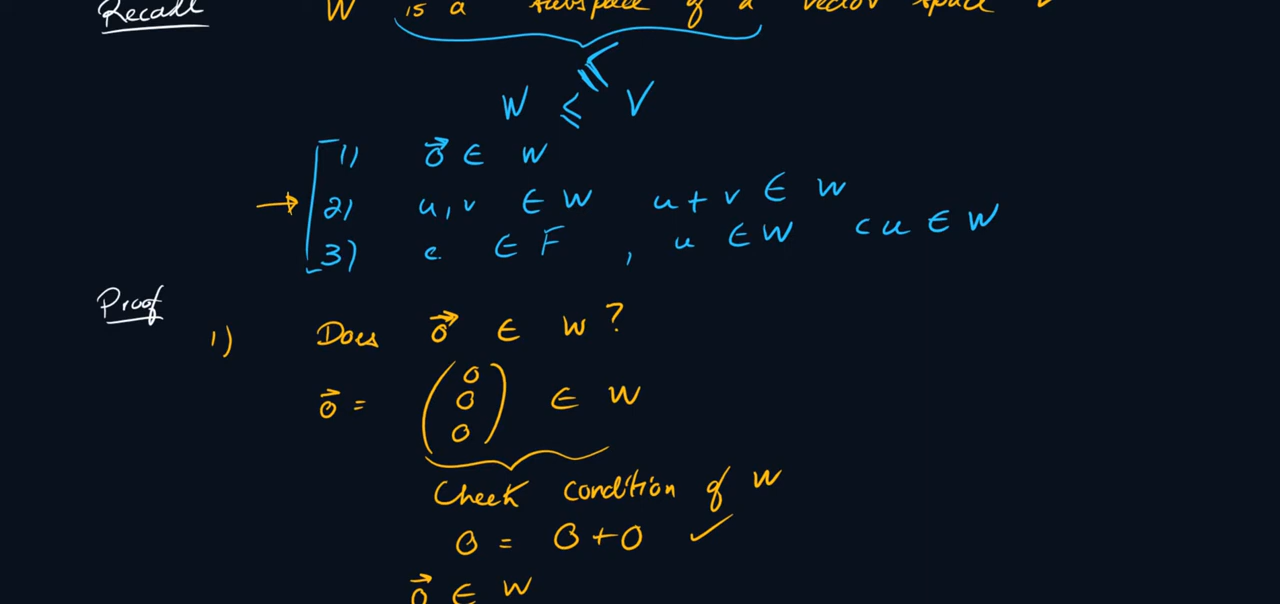 Recall W is a subspace of a vector space V
W ⩽ V
1) 0⃗ ∈ W
2) u, v ∈ W u + v ∈ W
3) c ∈ F , u ∈ W cu ∈ W
Proof
1) Does 0⃗ ∈ W ?
0⃗ = (0 0 0) ∈ W
Check condition of W
0 = 0 + 0 ✓
0⃗ ∈ W